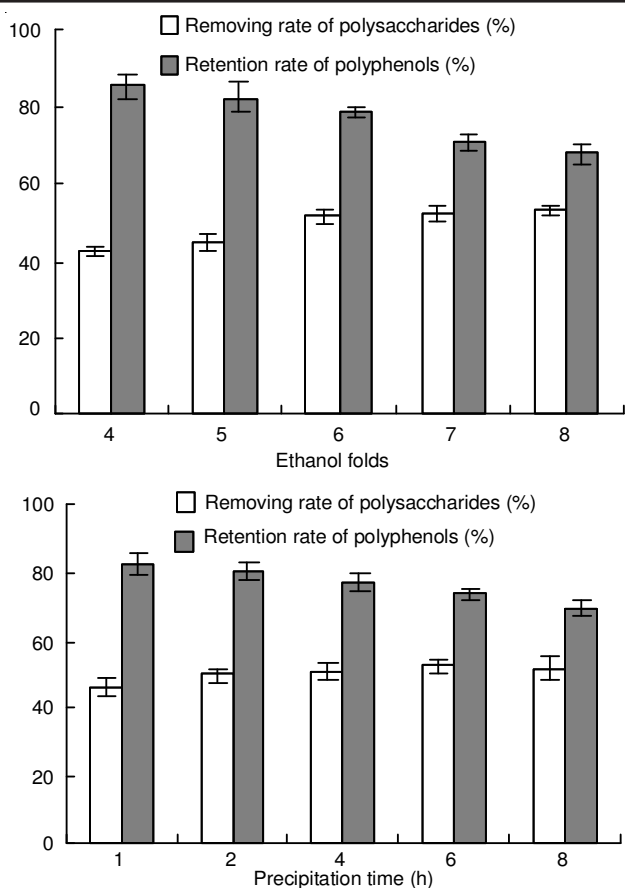 100
Removing rate of polysaccharides (%)
Retention rate of polyphenols (%)
80
60
40
20
0
4 5 6 7 8
Ethanol folds
100
Removing rate of polysaccharides (%)
Retention rate of polyphenols (%)
80
60
40
20
0
1 2 4 6 8
Precipitation time (h)